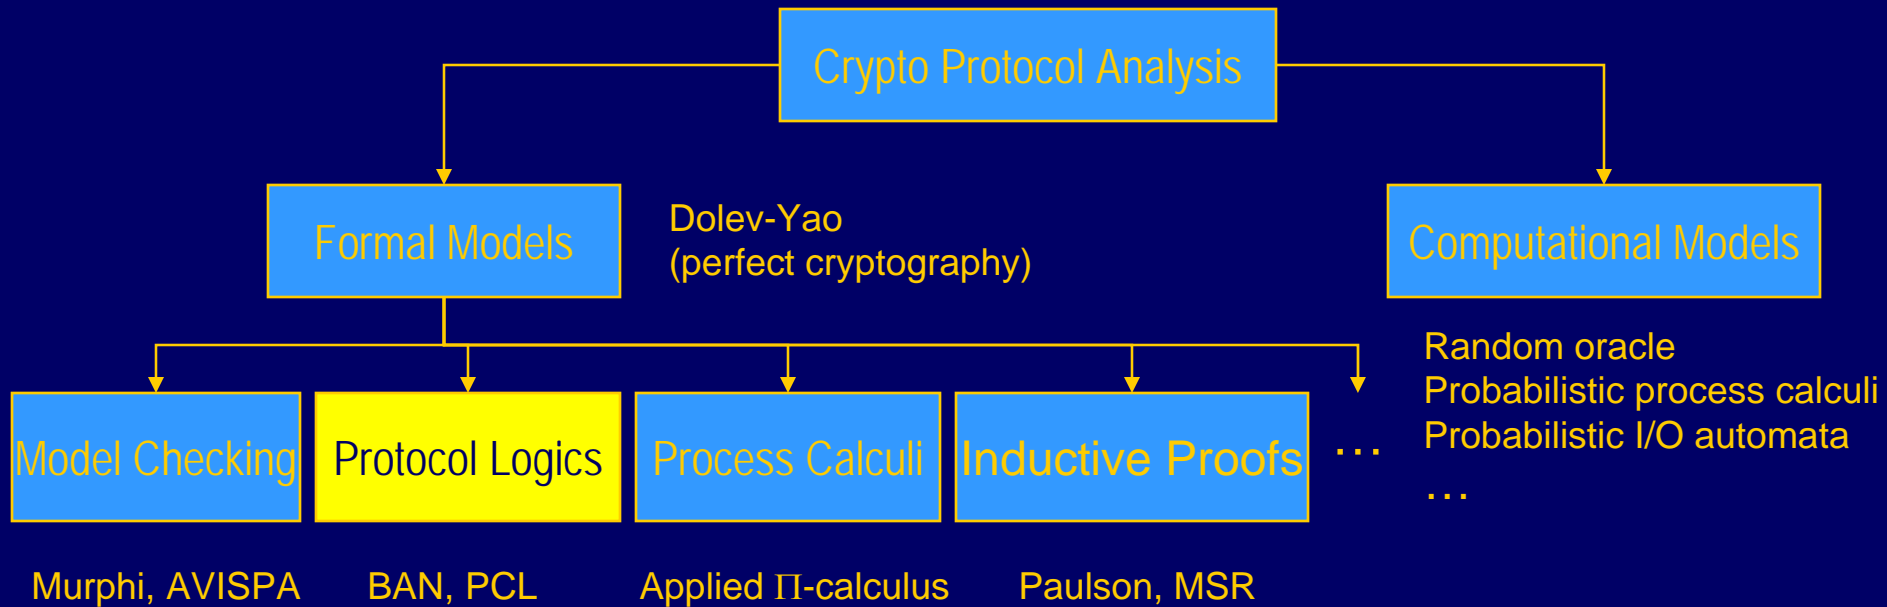 Crypto Protocol Analysis
Formal Models
Dolev-Yao
(perfect cryptography)
Computational Models
Random oracle
Probabilistic process calculi
Probabilistic I/O automata
…
Model Checking
Protocol Logics
Process Calculi
Inductive Proofs
…
Murphi, AVISPA
BAN, PCL
Applied Π-calculus
Paulson, MSR